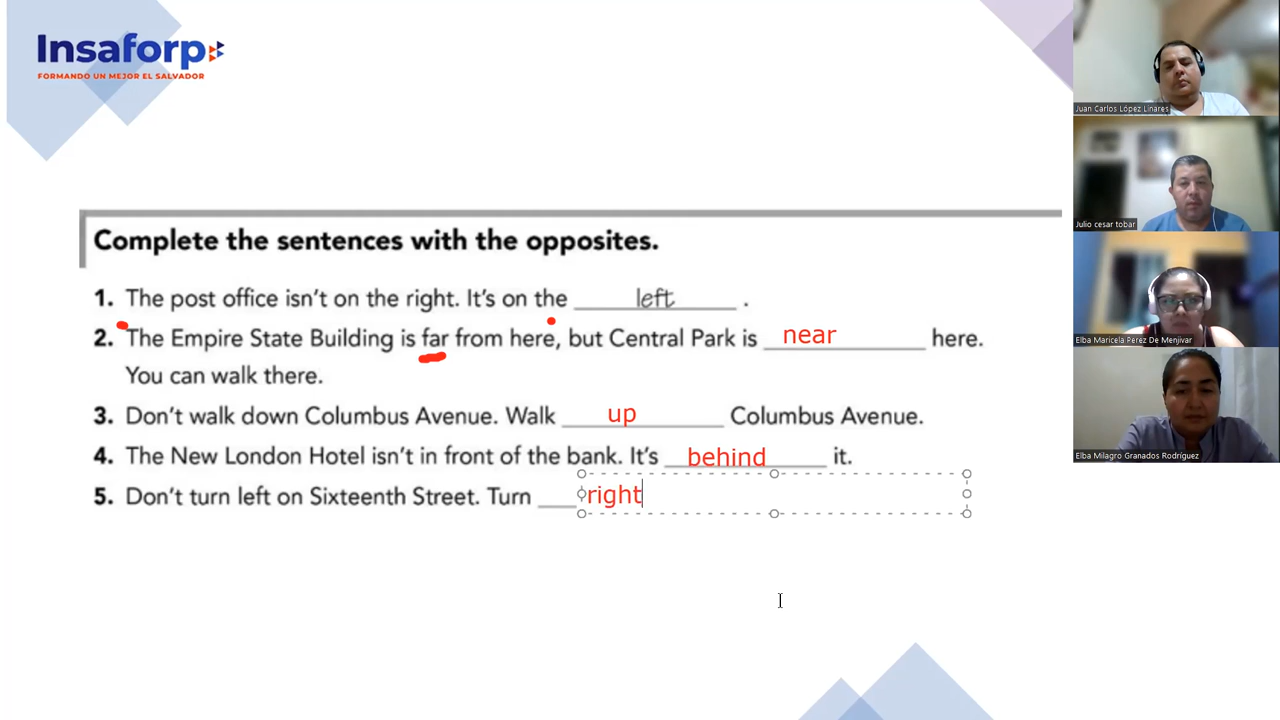 Insaforp
FORMANDO UN MEJOR EL SALVADOR
Complete the sentences with the opposites.
1. The post office isn't on the right. It's on the left .
2. The Empire State Building is far from here, but Central Park is near here.
You can walk there.
3. Don't walk down Columbus Avenue. Walk up Columbus Avenue.
4. The New London Hotel isn't in front of the bank. It's behind it.
5. Don't turn left on Sixteenth Street. Turn right
Juan Carlos López Linares
Julio cesar tobar
Elba Maricela Perez De Menjivar
Elba Milagro Granados Rodríguez